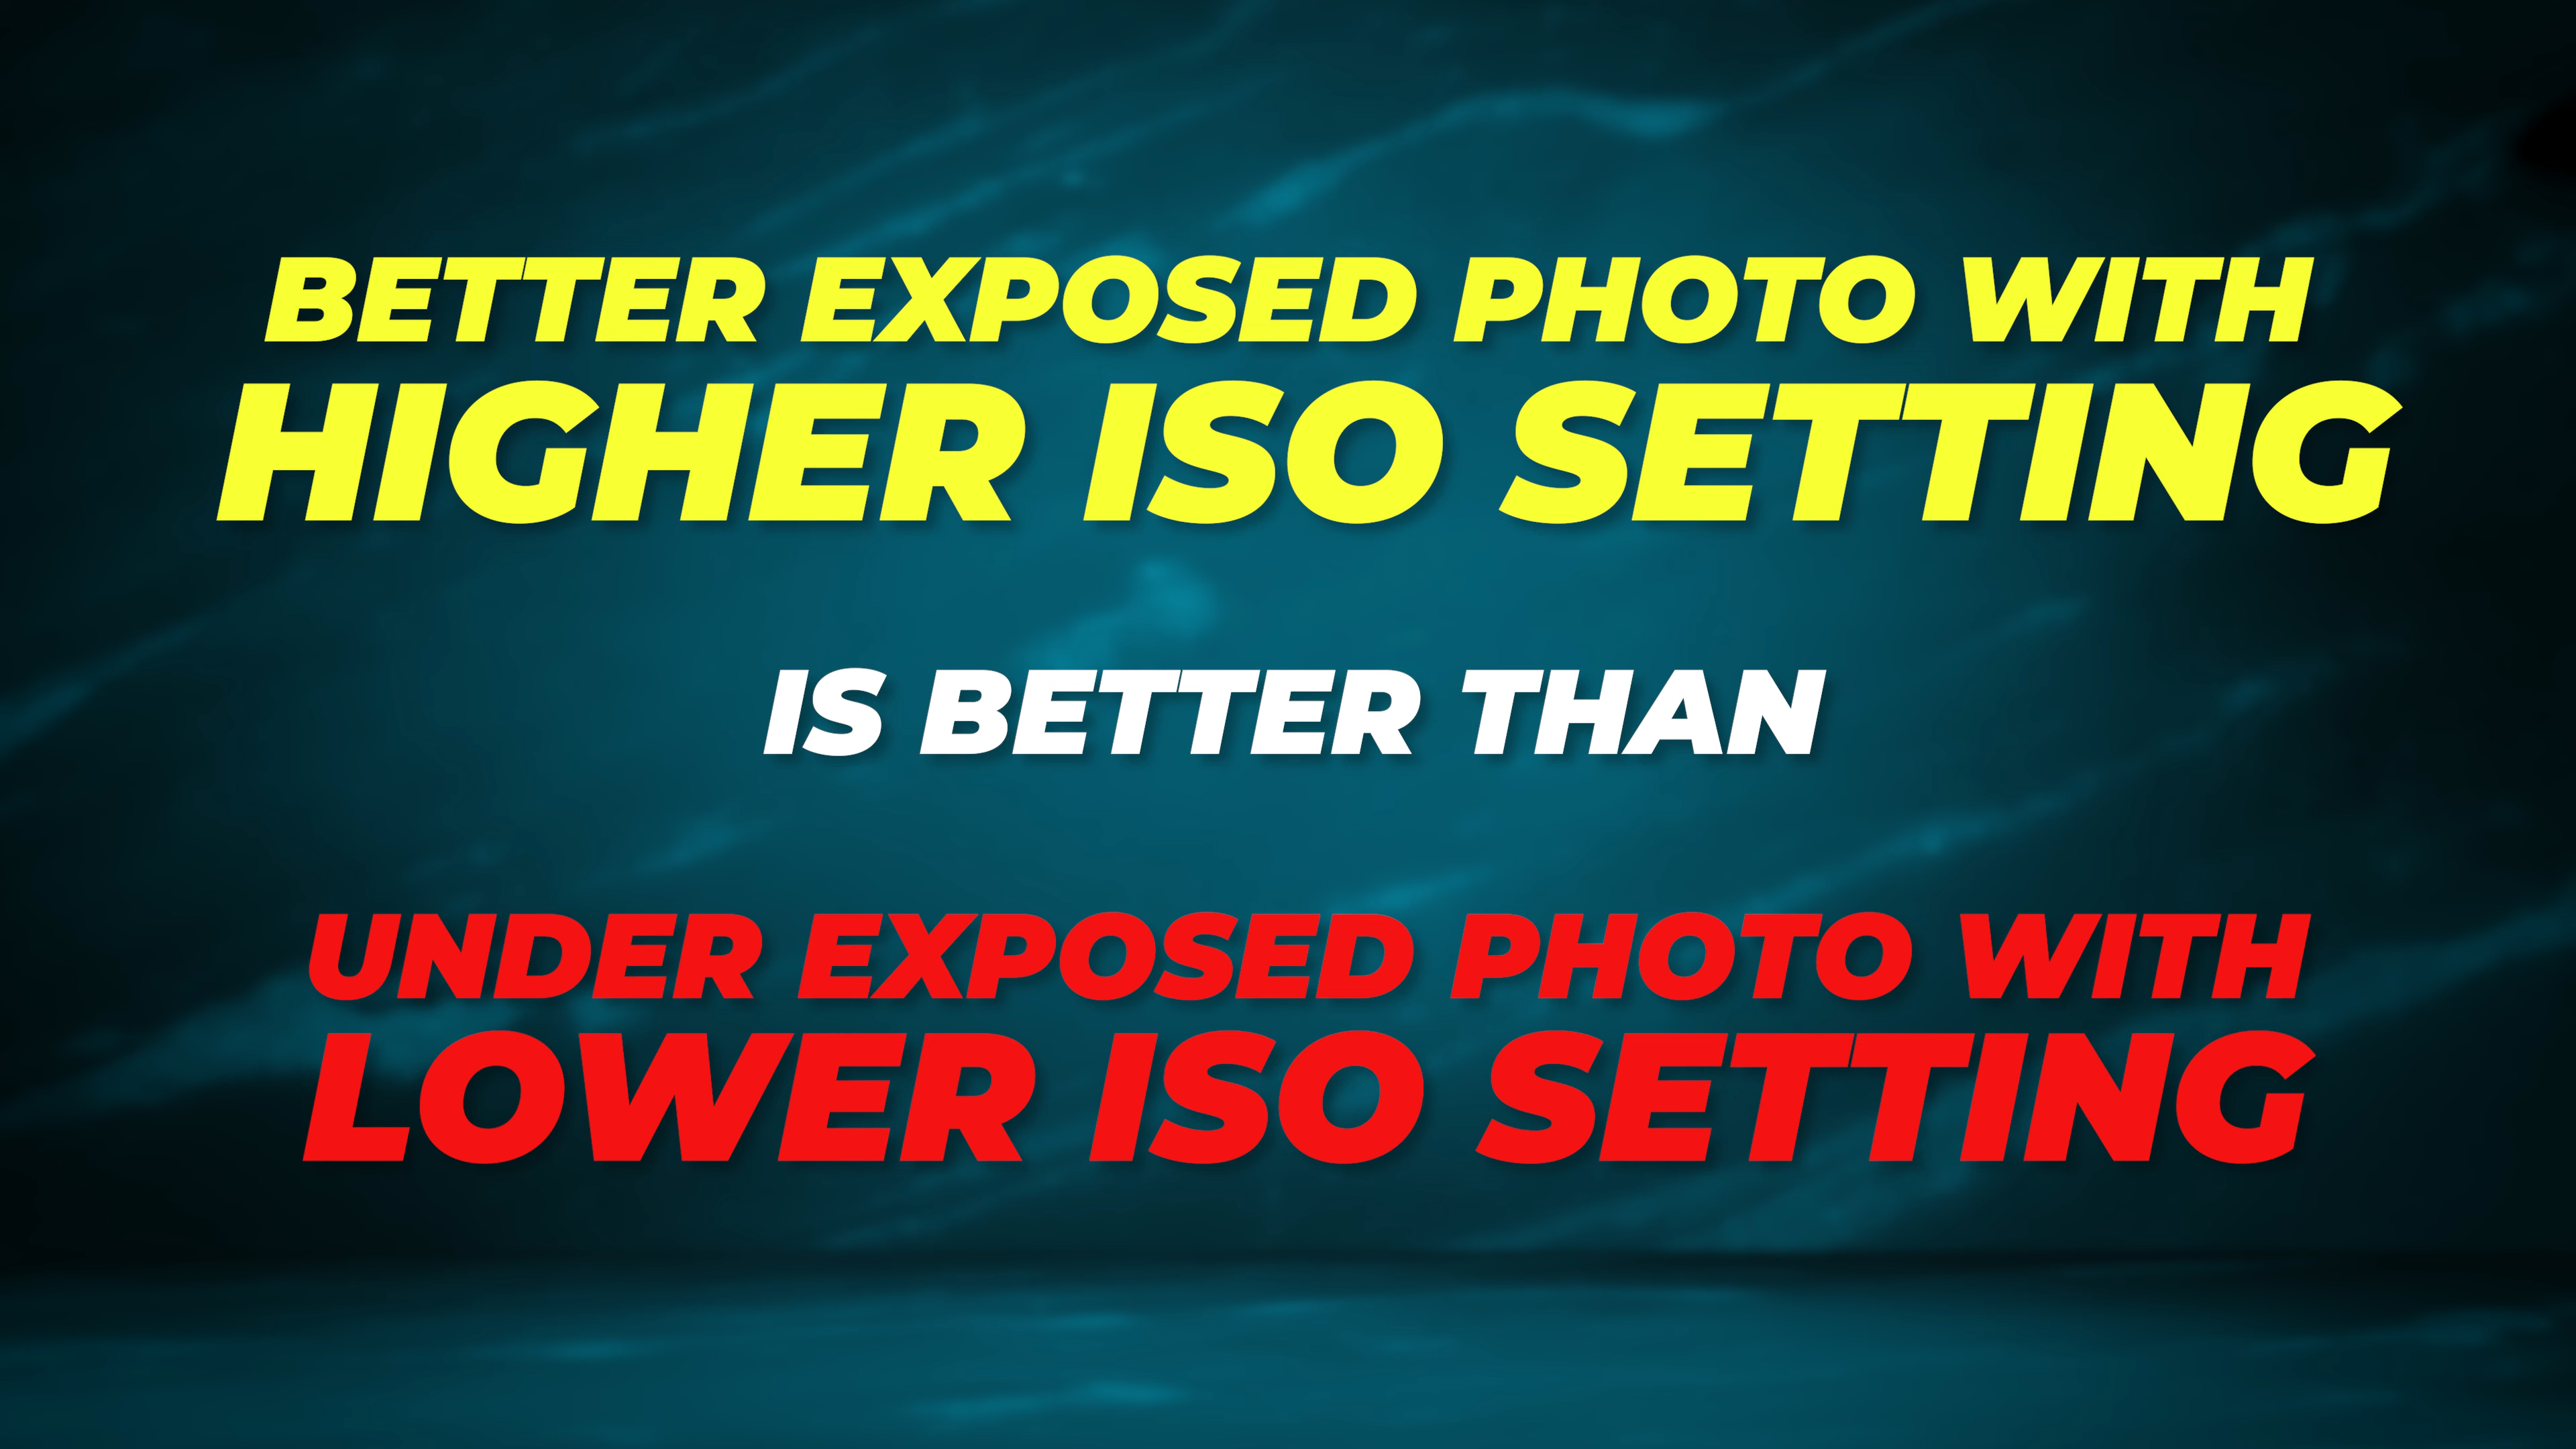 BETTER EXPOSED PHOTO WITH
HIGHER ISO SETTING
IS BETTER THAN
UNDER EXPOSED PHOTO WITH
LOWER ISO SETTING